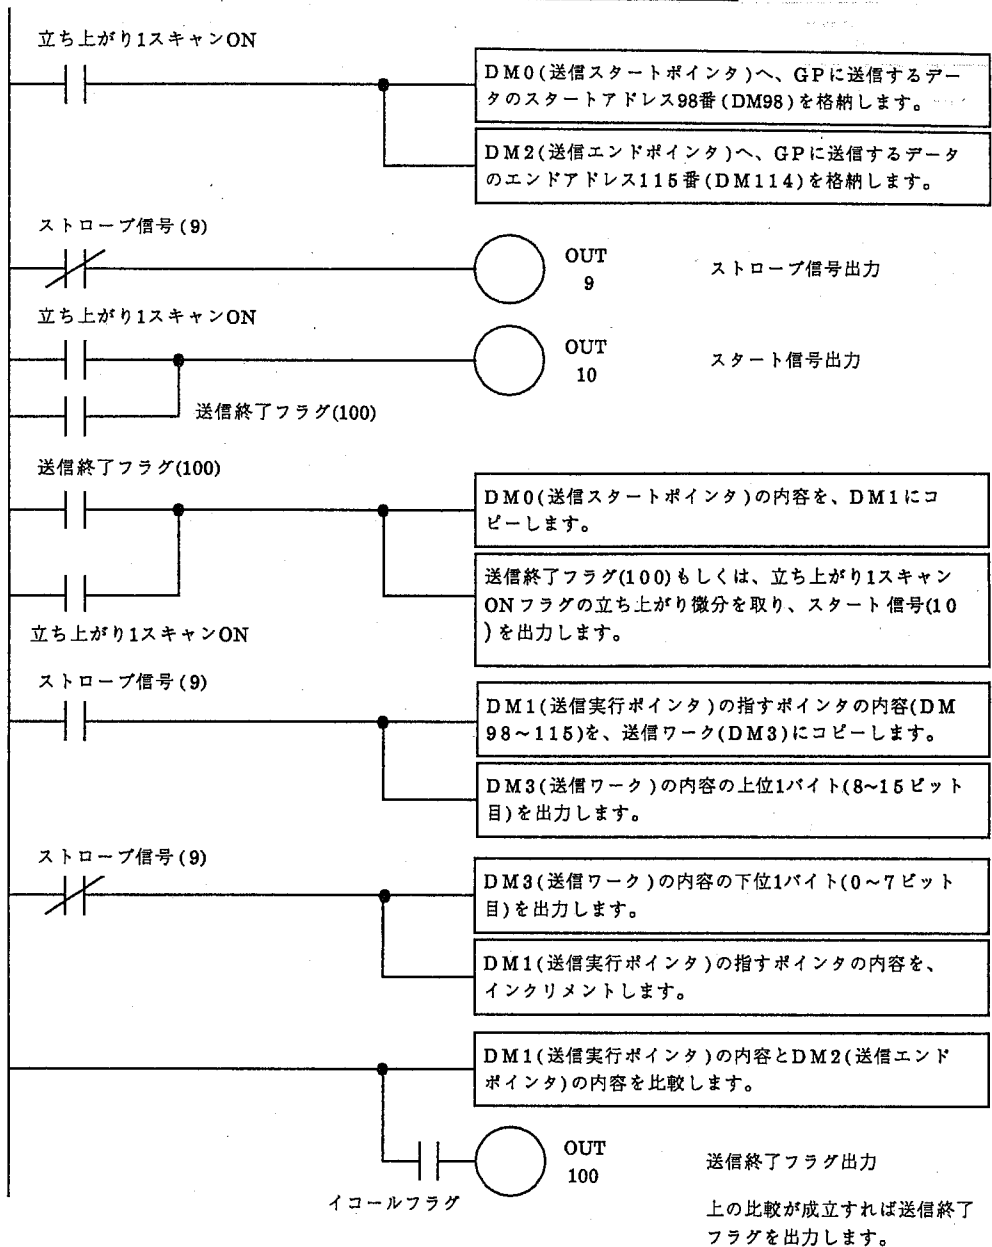 立ち上がり1スキャンON
DM0(送信スタートポインタ)へ、GPに送信するデー
タのスタートアドレス98番(DM98)を格納します。
DM2(送信エンドポインタ)へ、GPに送信するデータ
のエンドアドレス115番(DM114)を格納します。
ストローブ信号(9)
OUT
9
ストローブ信号出力
立ち上がり1スキャンON
OUT
10
スタート信号出力
送信終了フラグ(100)
送信終了フラグ(100)
DM0(送信スタートポインタ)の内容を、DM1にコ
ピーします。
送信終了フラグ(100)もしくは、立ち上がり1スキャン
ONフラグの立ち上がり微分を取り、スタート信号(10
)を出力します。
立ち上がり1スキャンON
ストローブ信号(9)
DM1(送信実行ポインタ)の指すポインタの内容(DM
98～115)を、送信ワーク(DM3)にコピーします。
DM3(送信ワーク)の内容の上位1バイト(8~15ビット
目)を出力します。
ストローブ信号(9)
DM3(送信ワーク)の内容の下位1バイト(0～7ビット
目)を出力します。
DM1(送信実行ポインタ)の指すポインタの内容を、
インクリメントします。
DM1(送信実行ポインタ)の内容とDM2(送信エンド
ポインタ)の内容を比較します。
OUT
100
送信終了フラグ出力
イコールフラグ
上の比較が成立すれば送信終了
フラグを出力します。